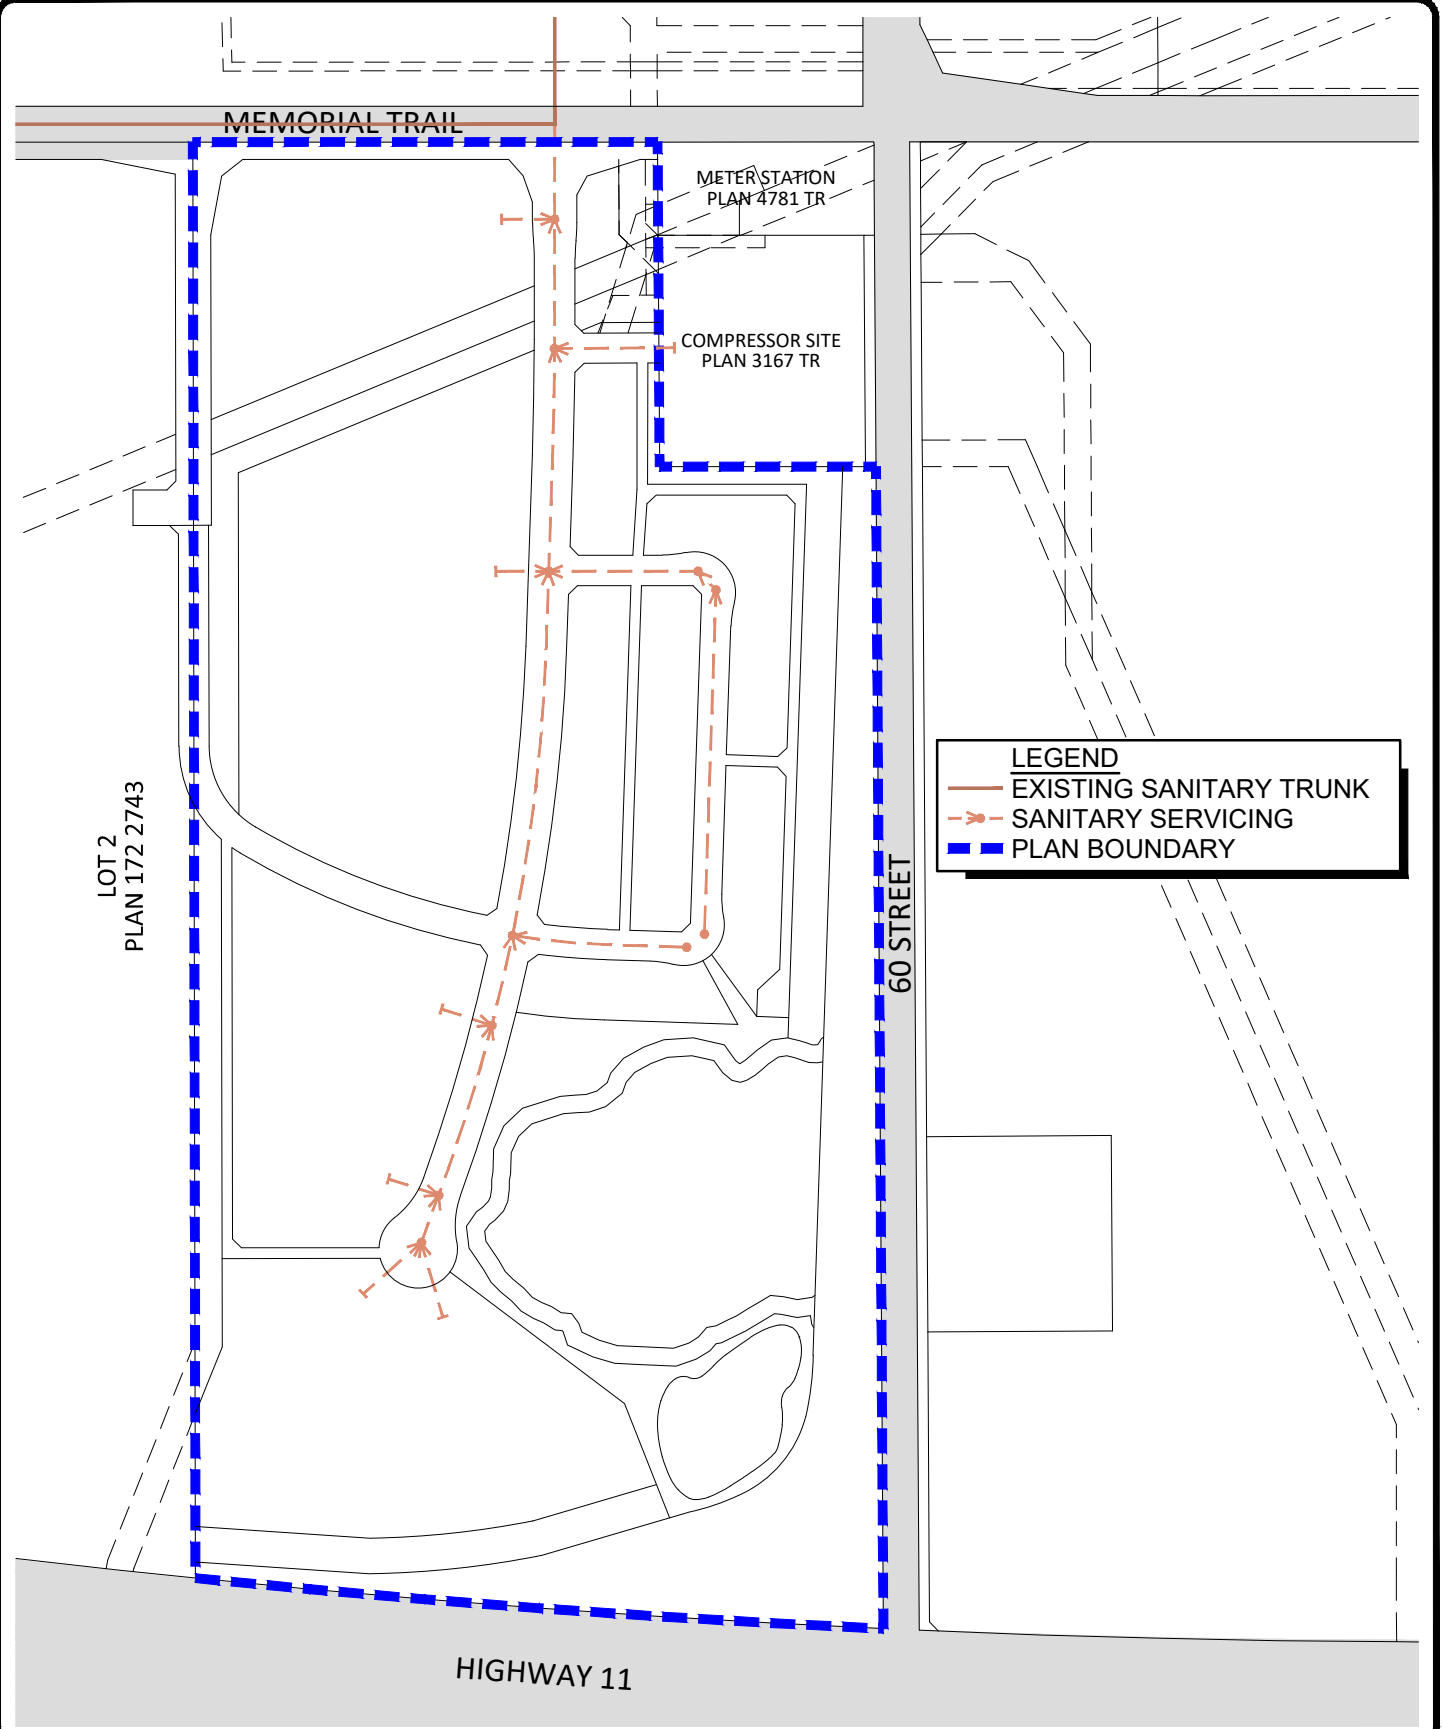 MEMORIAL TRAIL
METER STATION
PLAN 4781 TR
COMPRESSOR SITE
PLAN 3167 TR
LEGEND
EXISTING SANITARY TRUNK
SANITARY SERVICING
PLAN BOUNDARY
LOT 2
PLAN 172 2743
60 STREET
HIGHWAY 11